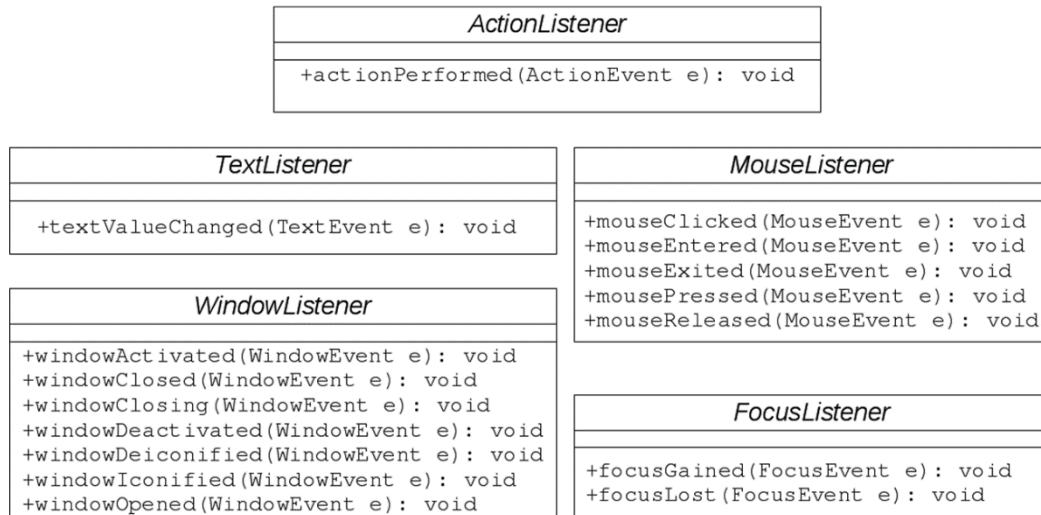 ActionListener
+actionPerformed(ActionEvent e): void
TextListener
+textValueChanged(TextEvent e): void
MouseListener
+mouseClicked(MouseEvent e): void
+mouseEntered(MouseEvent e): void
+mouseExited(MouseEvent e): void
+mousePressed(MouseEvent e): void
+mouseReleased(MouseEvent e): void
WindowListener
+windowActivated(WindowEvent e): void
+windowClosed(WindowEvent e): void
+windowClosing(WindowEvent e): void
+windowDeactivated(WindowEvent e): void
+windowDeiconified(WindowEvent e): void
+windowIconified(WindowEvent e): void
+windowOpened(WindowEvent e): void
FocusListener
+focusGained(FocusEvent e): void
+focusLost(FocusEvent e): void